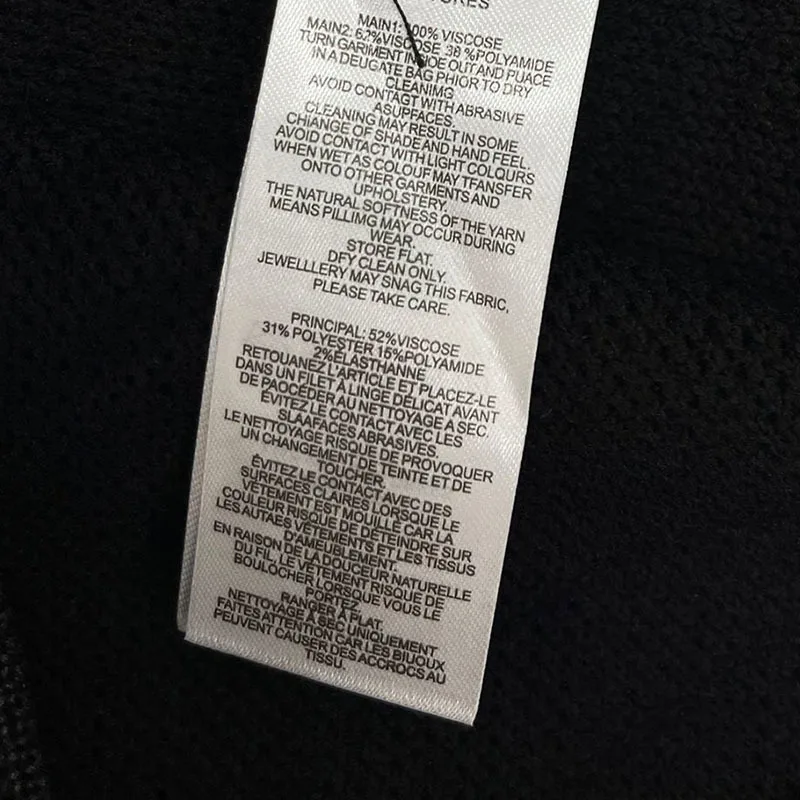 MAIN1: 100% VISCOSE
MAIN2: 62%VISCOSE 38 %POLYAMIDE
TURN GARIMENT OUT AND PUACE
IN A DEUGATE BAG PHIOR TO DRY
CLEANIMG
AVOID CONTAGT WITH ABRASIVE
ASUPFACES.
CLEANING MAY RESULT IN SOME
CHIANGE OF SHADE AND HAND FEEL.
AVOID CONTACT WITH LIGHT COLOURS
WHEN WET AS COLOUF MAY TFANSFER
ONTO OTHER GARMENTS AND
UPHOLSTERY.
THE NATURAL SOFTNESS OF THE YARN
MEANS PILLIMG MAY OCCUR DURING
WEAR.
STORE FLAT.
DFY CLEAN ONLY.
JEWELLLERY MAY SNAG THIS FABRIC,
PLEASE TAKE CARE.
PRINCIPAL: 52%VISCOSE
31% POLYESTER 15%POLYAMIDE
2%ELASTHANNE
RETOUANEZ L'ARTICLE ET PLACEZ-LE
DANS UN FILET À LINGE DÉLICAT AVANT
DE PAOCÉDER AU NETTOYAGE A SEC.
ÉVITEZ LE CONTACT AVEC LES
SLAAFACES ABRASIVES.
LE NETTOYAGE RISQUE DE PROVOQUER
UN CHANGEMENT DE TEINTE ET DE
TOUCHER.
ÉVITEZ LE CONTACT AVEC DES
SURFACES CLAIRES LORSQUE LE
VÊTEMENT EST MOUILLÉ CAR LA
COULEUR RISQUE DE DÉTEINDRE SUR
LES AUTAES VÊTEMENTS ET LES TISSUS
D'AMEUBLEMENT.
EN RAISON DE LA DOUCEUR NATURELLE
DU FIL, LE VÊTEMENT RISQUE DE
BOULOCHER LORSQUE VOUS LE
PORTEZ.
RANGER À PLAT.
NETTOYAGE À SEC UNIQUEMENT
FAITES ATTENTION CAR LES BIJOUX
PEUVENT CAUSER DES ACCROCS AU
TISSU.